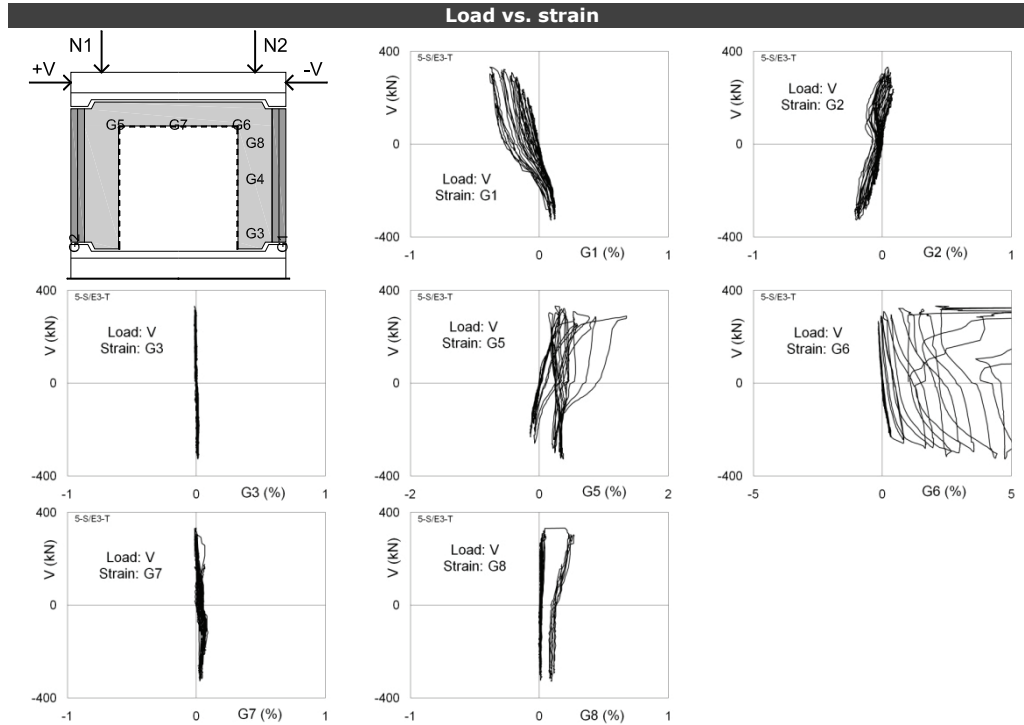 Load vs. strain
N1 N2
+V -V
G5 G7 G6
G8
G4
G3
5-S/E3-T
Load: V
Strain: G1
V (kN)
400
0
-400
-1 0 1
G1 (%)
5-S/E3-T
Load: V
Strain: G2
V (kN)
400
0
-400
-1 0 1
G2 (%)
5-S/E3-T
Load: V
Strain: G3
V (kN)
400
0
-400
-1 0 1
G3 (%)
5-S/E3-T
Load: V
Strain: G5
V (kN)
400
0
-400
-2 0 2
G5 (%)
5-S/E3-T
Load: V
Strain: G6
V (kN)
400
0
-400
-5 0 5
G6 (%)
5-S/E3-T
Load: V
Strain: G7
V (kN)
400
0
-400
-1 0 1
G7 (%)
5-S/E3-T
Load: V
Strain: G8
V (kN)
400
0
-400
-1 0 1
G8 (%)